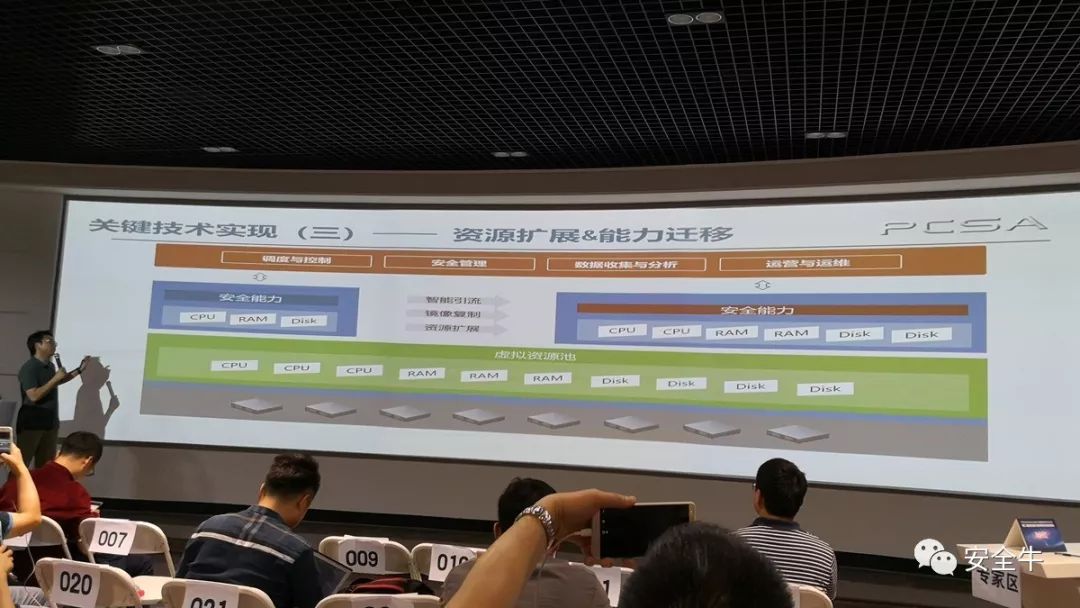 关键技术实现（三）—— 资源扩展&能力迁移
PCSA
调度与控制 安全管理 数据收集与分析 运营与运维
安全能力
CPU RAM Disk
智能引流
镜像复制
资源扩展
安全能力
CPU CPU RAM RAM Disk Disk
虚拟资源池
CPU CPU CPU RAM RAM RAM Disk Disk Disk Disk
007
009
010
020
021
专家区
安全牛